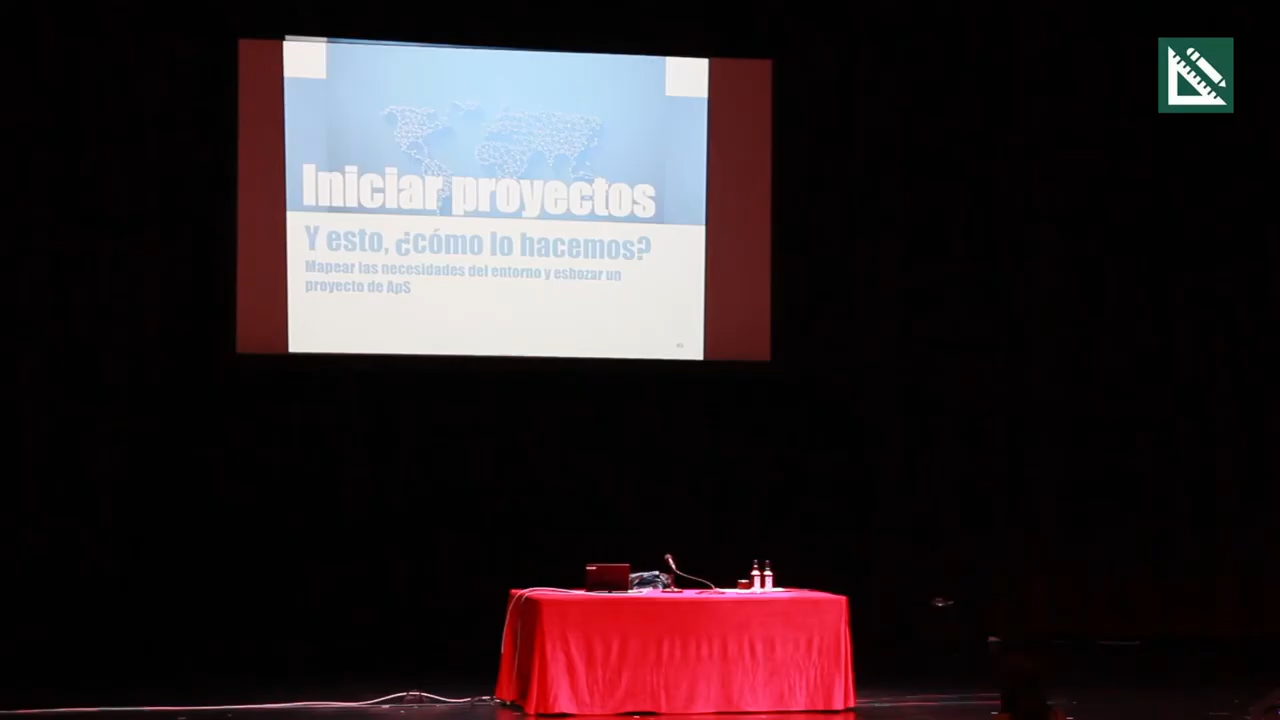 Iniciar proyectos
Y esto, ¿cómo lo hacemos?
Mapear las necesidades del entorno y esbozar un
proyecto de ApS